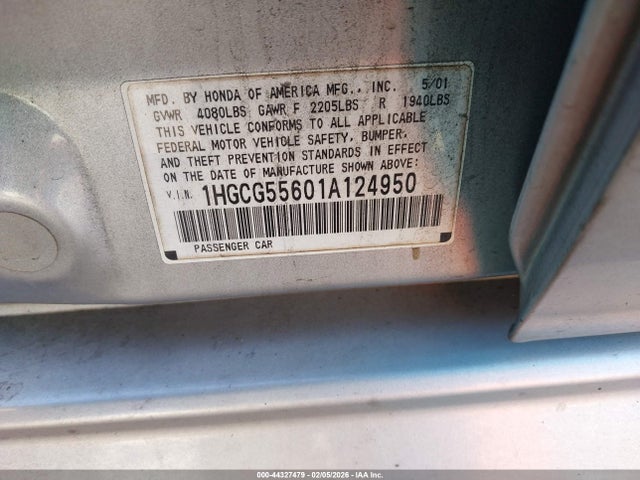 MFD. BY HONDA OF AMERICA MFG., INC. 5/01
GVWR 4080LBS GAWR F 2205LBS R 1940LBS
THIS VEHICLE CONFORMS TO ALL APPLICABLE
FEDERAL MOTOR VEHICLE SAFETY, BUMPER,
AND THEFT PREVENTION STANDARDS IN EFFECT
ON THE DATE OF MANUFACTURE SHOWN ABOVE:
V.I.N. 1HGCG55601A124950
PASSENGER CAR
000-44327479 - 02/05/2026 - IAA Inc.